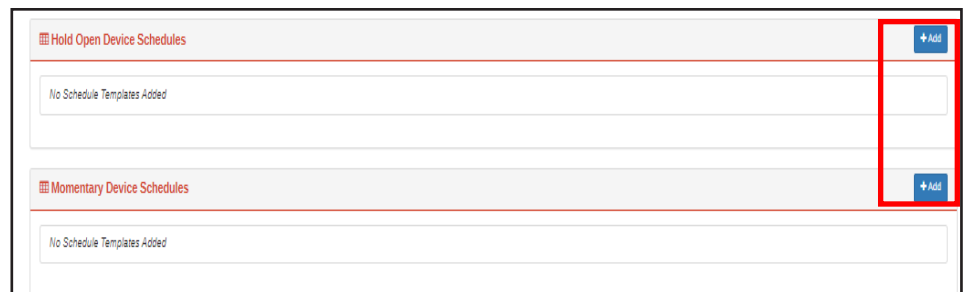 Hold Open Device Schedules
+ Add
No Schedule Templates Added
Momentary Device Schedules
+ Add
No Schedule Templates Added